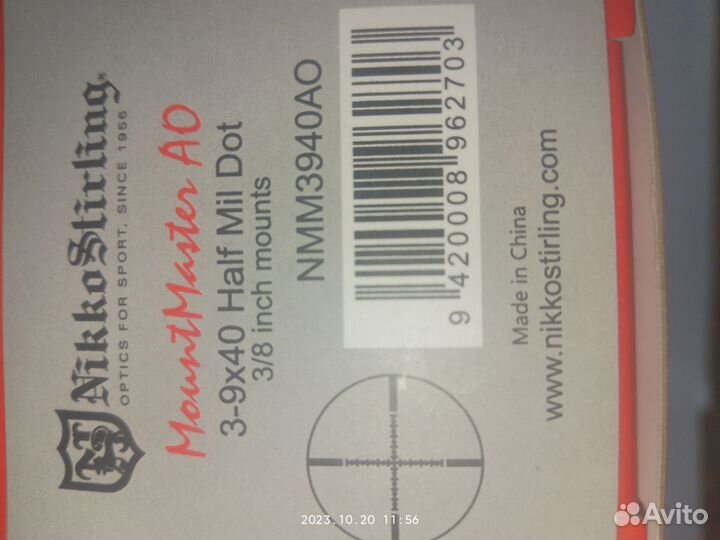 NikkoStirling®
OPTICS FOR SPORT, SINCE 1956
MountMaster AO
3-9x40 Half Mil Dot
3/8 inch mounts
NMM3940AO
9 420008 962703
Made in China
www.nikkostirling.com
2023.10.20 11:56
Avito